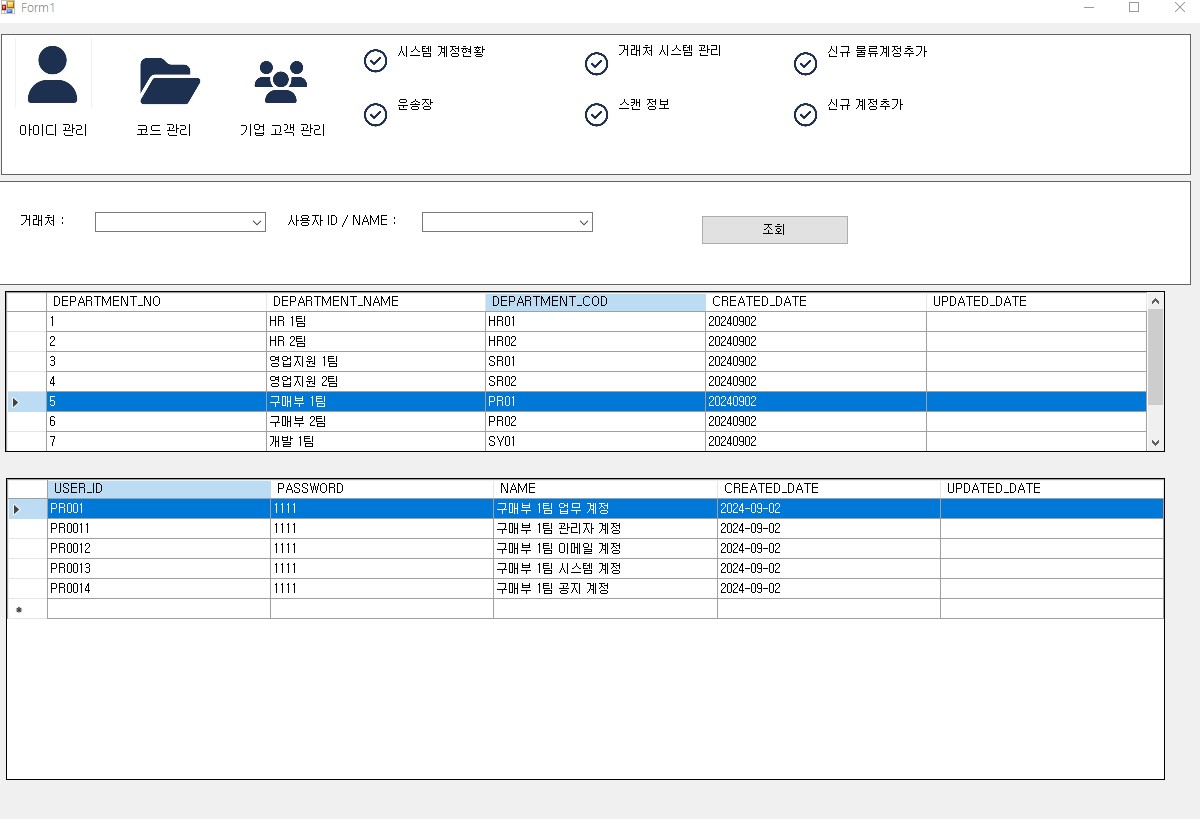 Form1
시스템 계정현황 거래처 시스템 관리 신규 물류계정추가
운송장 스캔 정보 신규 계정추가
아이디 관리 코드 관리 기업 고객 관리
거래처 : 사용자 ID / NAME : 조회
DEPARTMENT_NO DEPARTMENT_NAME DEPARTMENT_COD CREATED_DATE UPDATED_DATE
1 HR 1팀 HR01 20240902
2 HR 2팀 HR02 20240902
3 영업지원 1팀 SR01 20240902
4 영업지원 2팀 SR02 20240902
5 구매부 1팀 PR01 20240902
6 구매부 2팀 PR02 20240902
7 개발 1팀 SY01 20240902
USER_ID PASSWORD NAME CREATED_DATE UPDATED_DATE
PR001 1111 구매부 1팀 업무 계정 2024-09-02
PR0011 1111 구매부 1팀 관리자 계정 2024-09-02
PR0012 1111 구매부 1팀 이메일 계정 2024-09-02
PR0013 1111 구매부 1팀 시스템 계정 2024-09-02
PR0014 1111 구매부 1팀 공지 계정 2024-09-02